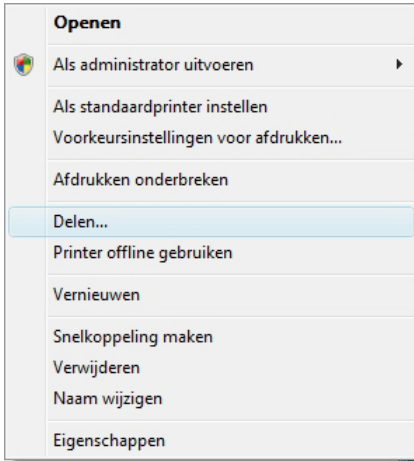 Openen
Als administrator uitvoeren
Als standaardprinter instellen
Voorkeursinstellingen voor afdrukken...
Afdrukken onderbreken
Delen...
Printer offline gebruiken
Vernieuwen
Snelkoppeling maken
Verwijderen
Naam wijzigen
Eigenschappen